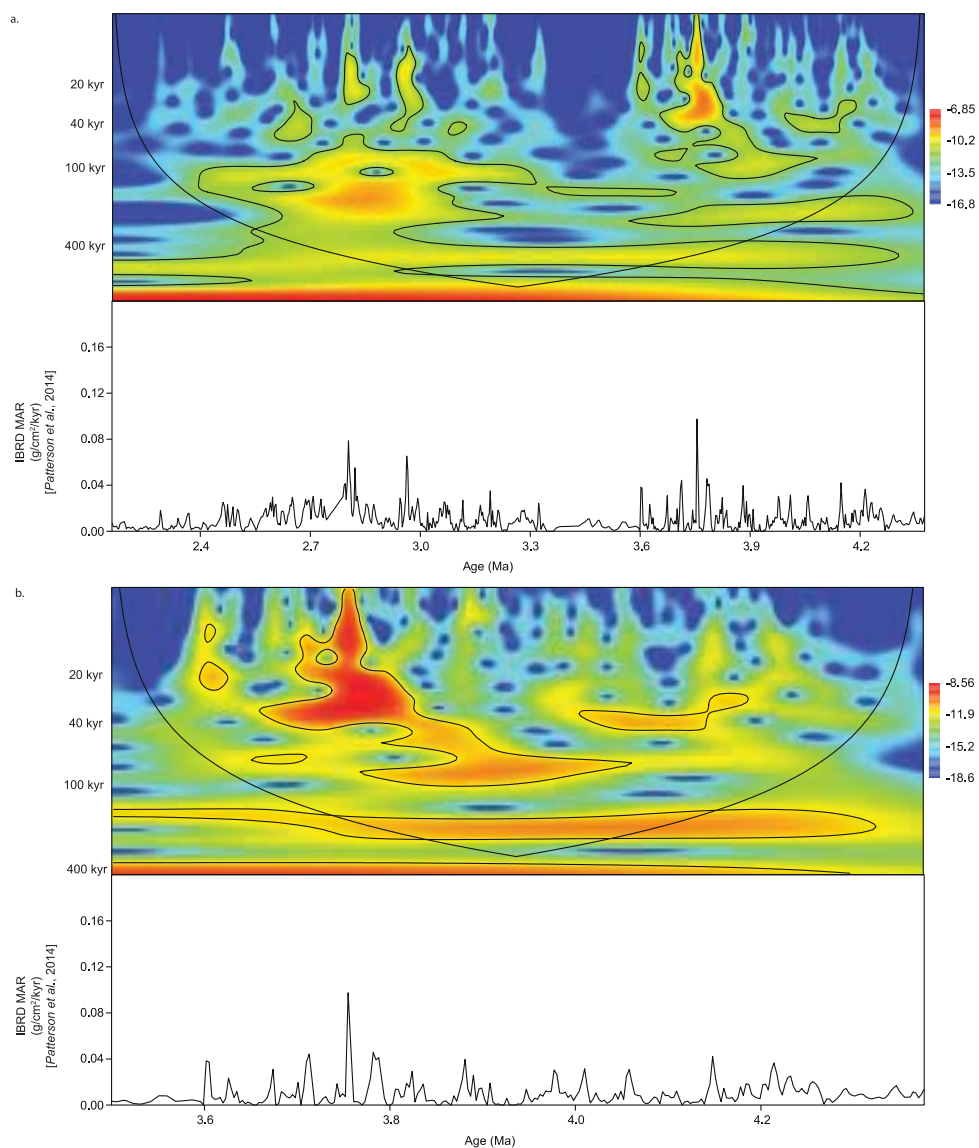 a.
20 kyr
40 kyr
100 kyr
400 kyr
-6.85
-10.2
-13.5
-16.8
0.16
0.12
0.08
0.04
0.00
IBRD MAR
(g/cm²/kyr)
[Patterson et al., 2014]
2.4
2.7
3.0
3.3
3.6
3.9
4.2
Age (Ma)
b.
20 kyr
40 kyr
100 kyr
400 kyr
-8.56
-11.9
-15.2
-18.6
0.16
0.12
0.08
0.04
0.00
IBRD MAR
(g/cm²/kyr)
[Patterson et al., 2014]
3.6
3.8
4.0
4.2
Age (Ma)